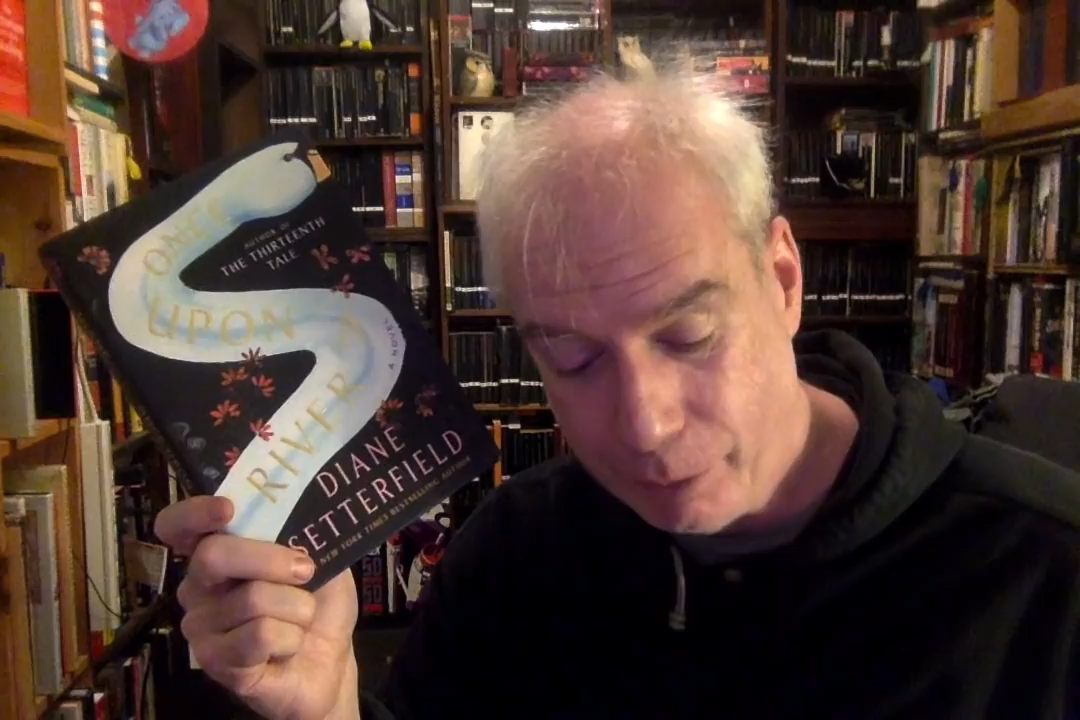 ONCE
UPON
A
RIVER
AUTHOR OF
THE THIRTEENTH
TALE
A NOVEL
DIANE
SETTERFIELD
NEW YORK TIMES BESTSELLING AUTHOR